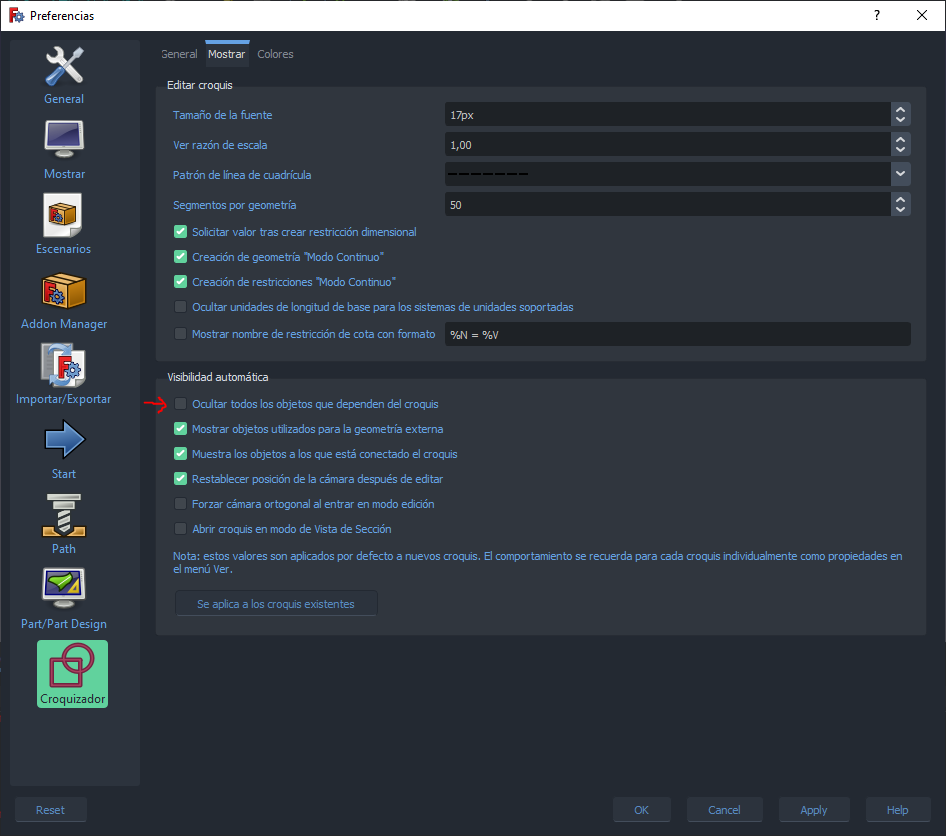 Preferencias
?
General
Mostrar
Escenarios
Addon Manager
Importar/Exportar
Start
Path
Part/Part Design
Croquizador
General Mostrar Colores
Editar croquis
Tamaño de la fuente 17px
Ver razón de escala 1,00
Patrón de línea de cuadrícula
Segmentos por geometría 50
Solicitar valor tras crear restricción dimensional
Creación de geometría "Modo Continuo"
Creación de restricciones "Modo Continuo"
Ocultar unidades de longitud de base para los sistemas de unidades soportadas
Mostrar nombre de restricción de cota con formato %N = %V
Visibilidad automática
Ocultar todos los objetos que dependen del croquis
Mostrar objetos utilizados para la geometría externa
Muestra los objetos a los que está conectado el croquis
Restablecer posición de la cámara después de editar
Forzar cámara ortogonal al entrar en modo edición
Abrir croquis en modo de Vista de Sección
Nota: estos valores son aplicados por defecto a nuevos croquis. El comportamiento se recuerda para cada croquis individualmente como propiedades en
el menú Ver.
Se aplica a los croquis existentes
Reset OK Cancel Apply Help